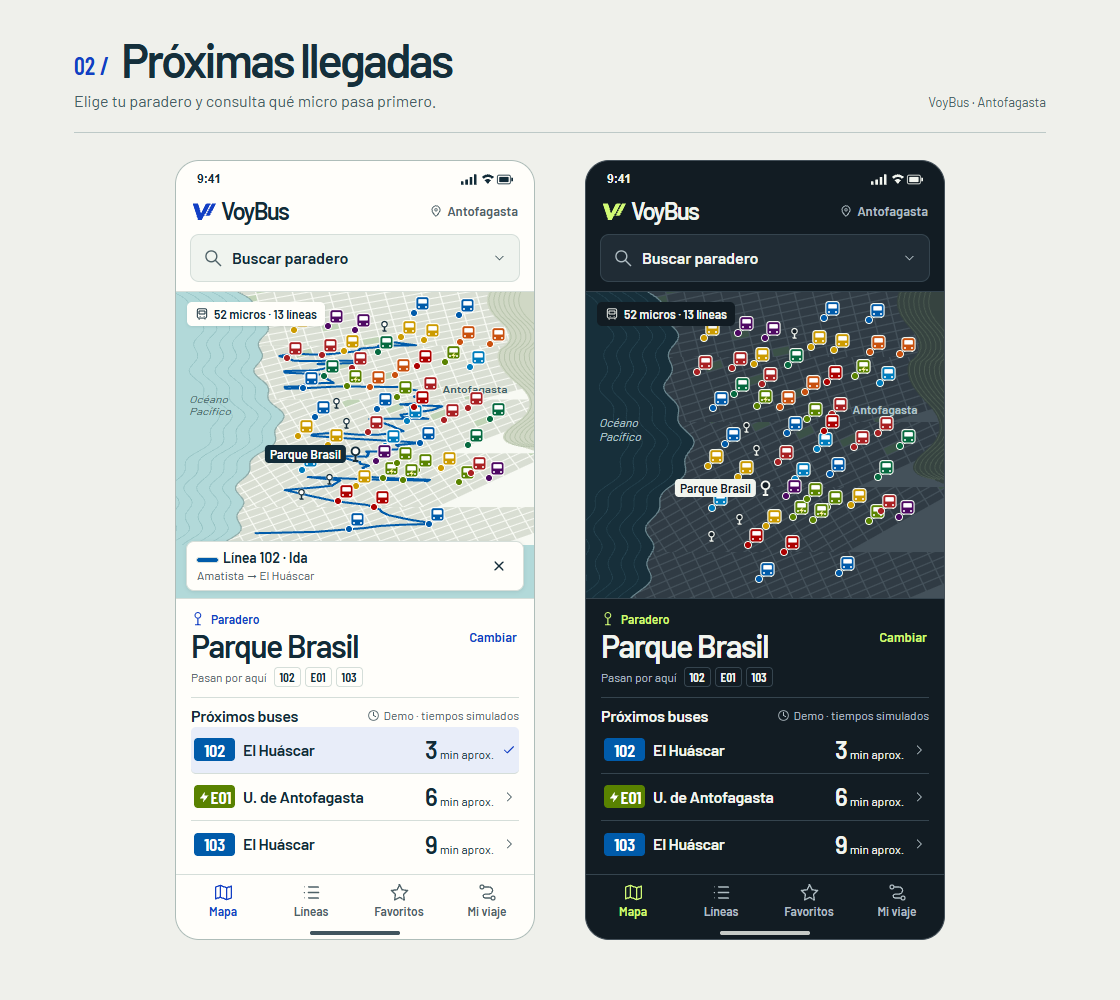 02 / Próximas llegadas
Elige tu paradero y consulta qué micro pasa primero.
VoyBus · Antofagasta
9:41
VoyBus
Antofagasta
Buscar paradero
52 micros · 13 líneas
Antofagasta
Océano
Pacífico
Parque Brasil
Línea 102 · Ida
Amatista → El Huáscar
Paradero
Parque Brasil
Cambiar
Pasan por aquí 102 E01 103
Próximos buses
Demo · tiempos simulados
102 El Huáscar 3 min aprox.
E01 U. de Antofagasta 6 min aprox.
103 El Huáscar 9 min aprox.
Mapa Líneas Favoritos Mi viaje
9:41
VoyBus
Antofagasta
Buscar paradero
52 micros · 13 líneas
Antofagasta
Océano
Pacífico
Parque Brasil
Paradero
Parque Brasil
Cambiar
Pasan por aquí 102 E01 103
Próximos buses
Demo · tiempos simulados
102 El Huáscar 3 min aprox.
E01 U. de Antofagasta 6 min aprox.
103 El Huáscar 9 min aprox.
Mapa Líneas Favoritos Mi viaje